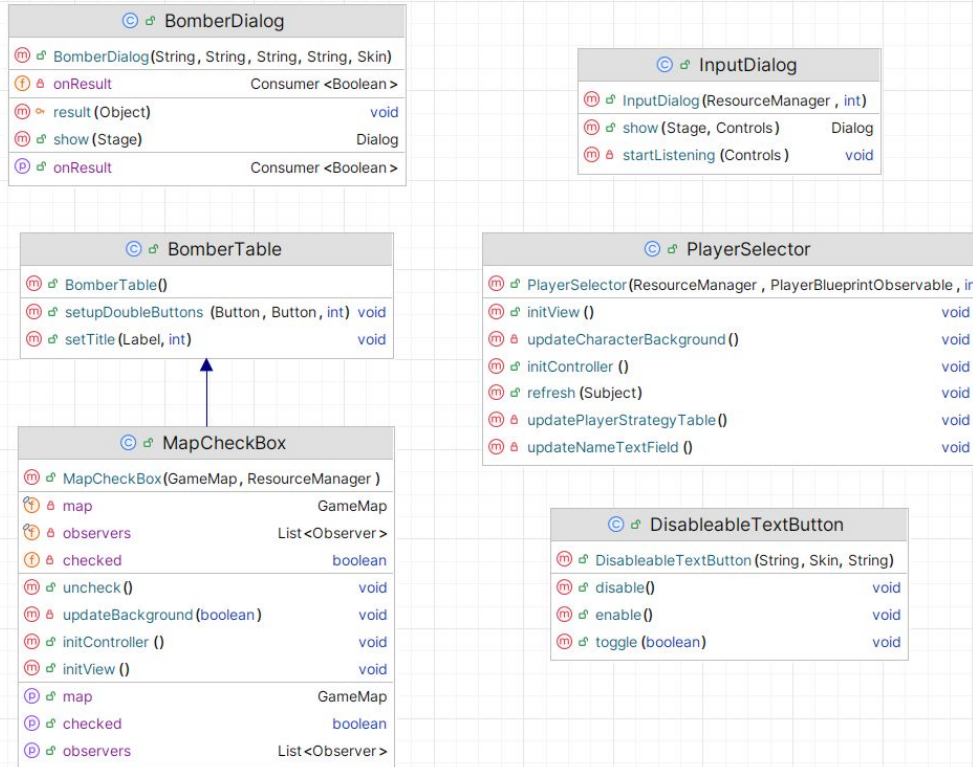 BomberDialog
BomberDialog(String, String, String, String, Skin)
onResult Consumer <Boolean>
result (Object) void
show (Stage) Dialog
onResult Consumer <Boolean>
InputDialog
InputDialog(ResourceManager , int)
show (Stage, Controls) Dialog
startListening (Controls ) void
BomberTable
BomberTable()
setupDoubleButtons (Button , Button , int) void
setTitle (Label, int) void
PlayerSelector
PlayerSelector(ResourceManager , PlayerBlueprintObservable ,
initView () void
updateCharacterBackground () void
initController () void
refresh (Subject) void
updatePlayerStrategyTable() void
updateNameTextField () void
MapCheckBox
MapCheckBox(GameMap , ResourceManager )
map GameMap
observers List<Observer>
checked boolean
uncheck() void
updateBackground (boolean ) void
initController () void
initView () void
map GameMap
checked boolean
observers List<Observer>
DisableableTextButton
DisableableTextButton (String, Skin, String)
disable() void
enable() void
toggle (boolean) void